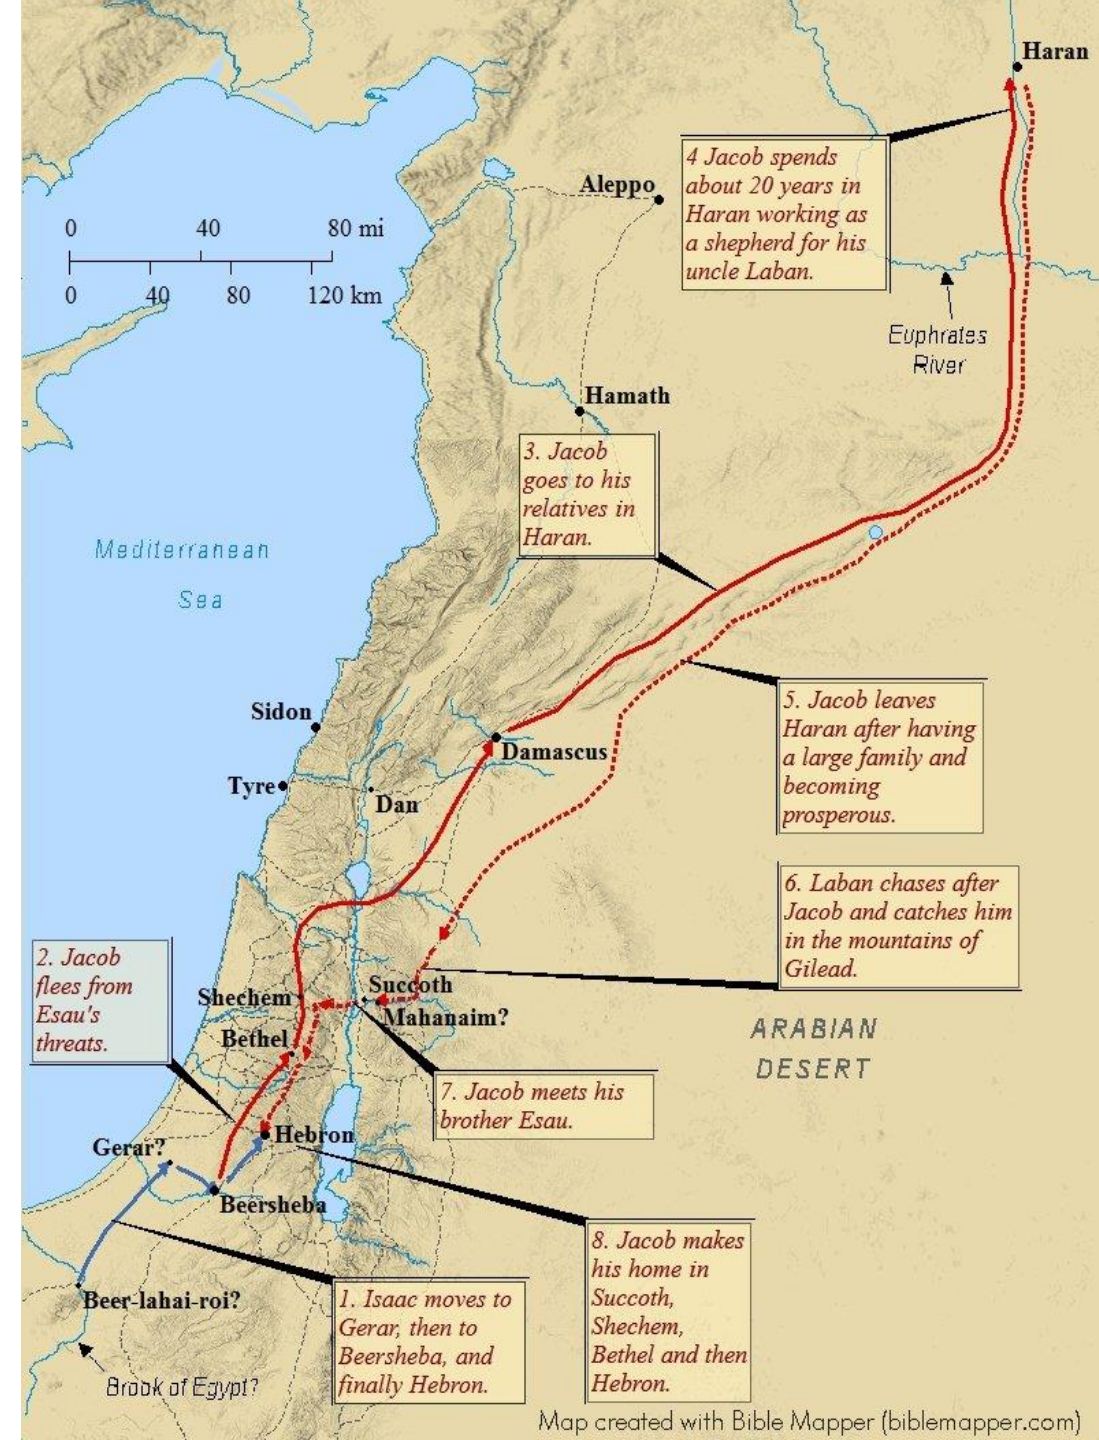 Haran
4 Jacob spends
about 20 years in
Haran working as
a shepherd for his
uncle Laban.
Aleppo
0 40 80 mi
0 40 80 120 km
Euphrates
River
Hamath
3. Jacob
goes to his
relatives in
Haran.
Mediterranean
Sea
Sidon
Damascus
5. Jacob leaves
Haran after having
a large family and
becoming
prosperous.
Tyre
Dan
6. Laban chases after
Jacob and catches him
in the mountains of
Gilead.
2. Jacob
flees from
Esau's
threats.
Shechem
Succoth
Mahanaim?
Bethel
ARABIAN
DESERT
7. Jacob meets his
brother Esau.
Gerar?
Hebron
Beersheba
8. Jacob makes
his home in
Succoth,
Shechem,
Bethel and then
Hebron.
Beer-lahai-roi?
1. Isaac moves to
Gerar, then to
Beersheba, and
finally Hebron.
Brook of Egypt?
Map created with Bible Mapper (biblemapper.com)